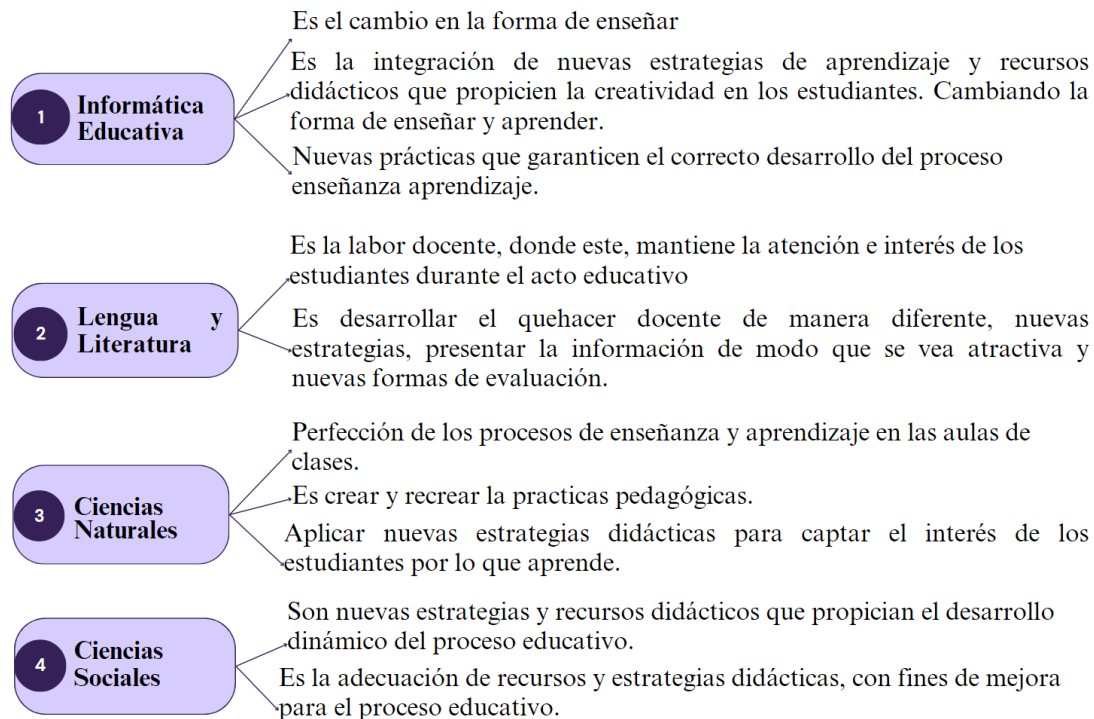 Es el cambio en la forma de enseñar
Es la integración de nuevas estrategias de aprendizaje y recursos
didácticos que propicien la creatividad en los estudiantes. Cambiando la
forma de enseñar y aprender.
1
Informática
Educativa
Nuevas prácticas que garanticen el correcto desarrollo del proceso
enseñanza aprendizaje.
Es la labor docente, donde este, mantiene la atención e interés de los
estudiantes durante el acto educativo
2
Lengua y
Literatura
Es desarrollar el quehacer docente de manera diferente, nuevas
estrategias, presentar la información de modo que se vea atractiva y
nuevas formas de evaluación.
Perfección de los procesos de enseñanza y aprendizaje en las aulas de
clases.
3
Ciencias
Naturales
Es crear y recrear la practicas pedagógicas.
Aplicar nuevas estrategias didácticas para captar el interés de los
estudiantes por lo que aprende.
Son nuevas estrategias y recursos didácticos que propician el desarrollo
dinámico del proceso educativo.
4
Ciencias
Sociales
Es la adecuación de recursos y estrategias didácticas, con fines de mejora
para el proceso educativo.